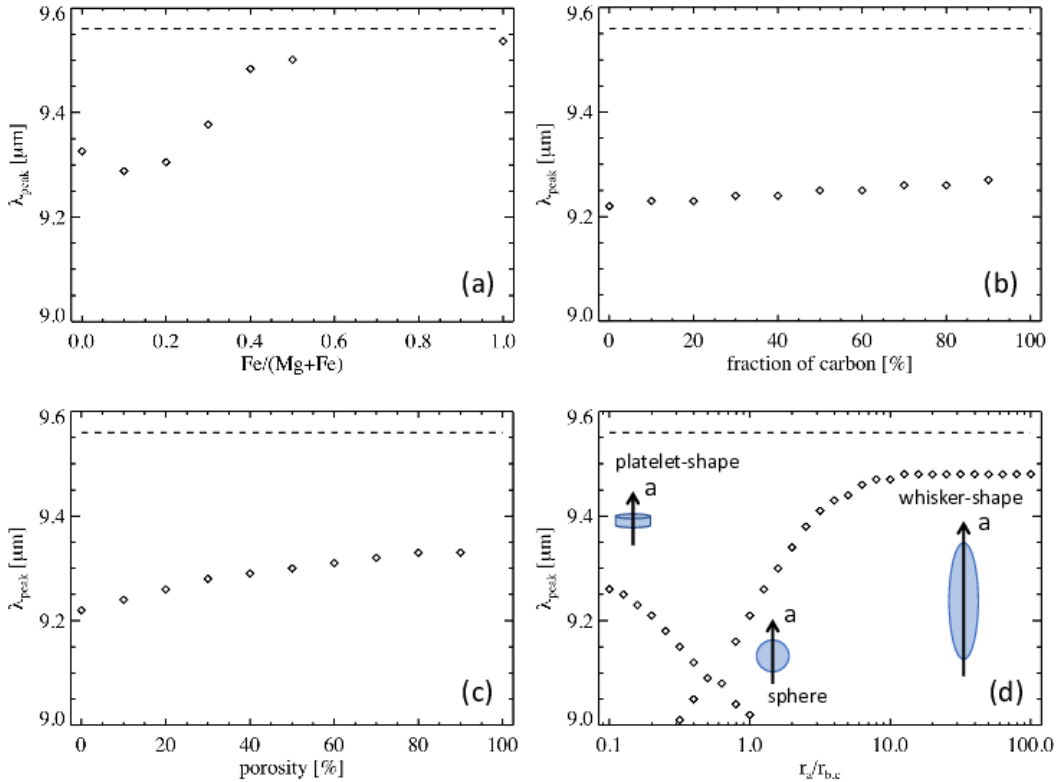 9.6
9.4
9.2
9.0
λpeak [μm]
0.0 0.2 0.4 0.6 0.8 1.0
Fe/(Mg+Fe)
(a)
9.6
9.4
9.2
9.0
λpeak [μm]
0 20 40 60 80 100
fraction of carbon [%]
(b)
9.6
9.4
9.2
9.0
λpeak [μm]
0 20 40 60 80 100
porosity [%]
(c)
9.6
9.4
9.2
9.0
λpeak [μm]
platelet-shape
a
whisker-shape
a
a
sphere
(d)
0.1 1.0 10.0 100.0
ra/rb,c